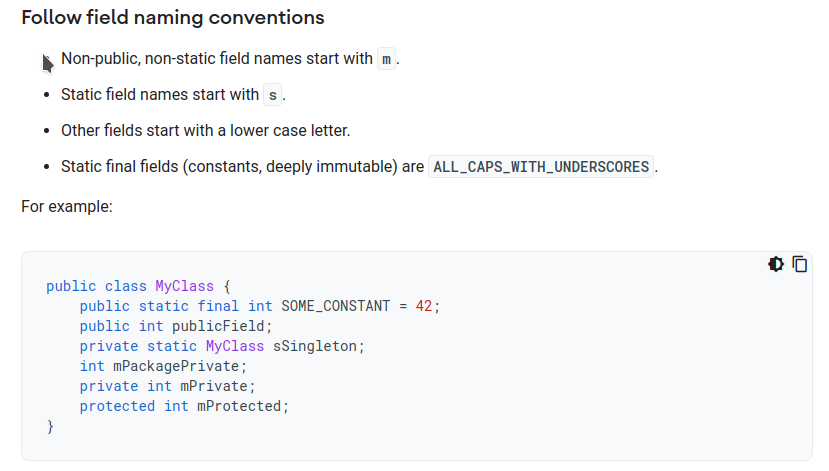 Follow field naming conventions
Non-public, non-static field names start with m.
• Static field names start with s.
• Other fields start with a lower case letter.
• Static final fields (constants, deeply immutable) are ALL_CAPS_WITH_UNDERSCORES.
For example:
public class MyClass {
    public static final int SOME_CONSTANT = 42;
    public int publicField;
    private static MyClass sSingleton;
    int mPackagePrivate;
    private int mPrivate;
    protected int mProtected;
}